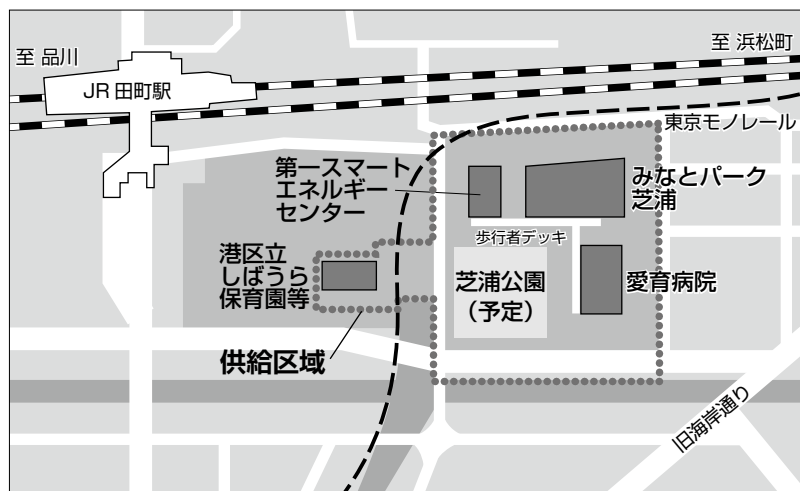 至 品川
至 浜松町
JR 田町駅
東京モノレール
第一スマート
エネルギー
センター
みなとパーク
芝浦
歩行者デッキ
港区立
しばうら
保育園等
芝浦公園
（予定）
愛育病院
供給区域
旧海岸通り